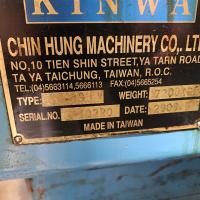 KINWA
CHIN HUNG MACHINERY CO,. LT
NO,10 TIEN SHIN STREET,YA TARN ROAD
TA YA TAICHUNG, TAIWAN, R.O.C.
TEL:(04)5663114,5666113 FAX:(04)5665254
TYPE: WEIGHT:
SERIAL.NO. DATE:
MADE IN TAIWAN